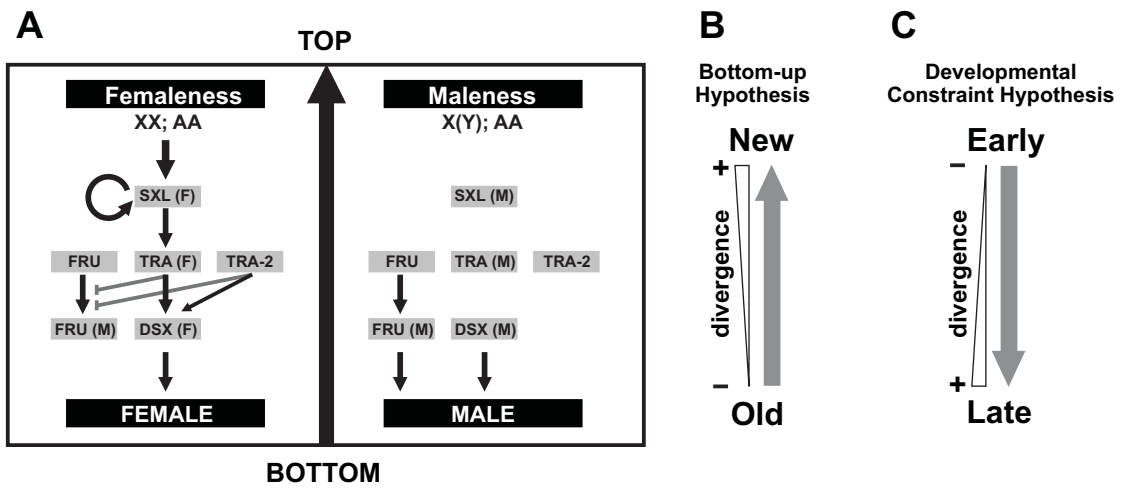 A
TOP
Femaleness
XX; AA
SXL (F)
FRU
TRA (F)
TRA-2
FRU (M)
DSX (F)
FEMALE
Maleness
X(Y); AA
SXL (M)
FRU
TRA (M)
TRA-2
FRU (M)
DSX (M)
MALE
BOTTOM
B
Bottom-up
Hypothesis
New
+
divergence
–
Old
C
Developmental
Constraint Hypothesis
Early
–
divergence
+
Late